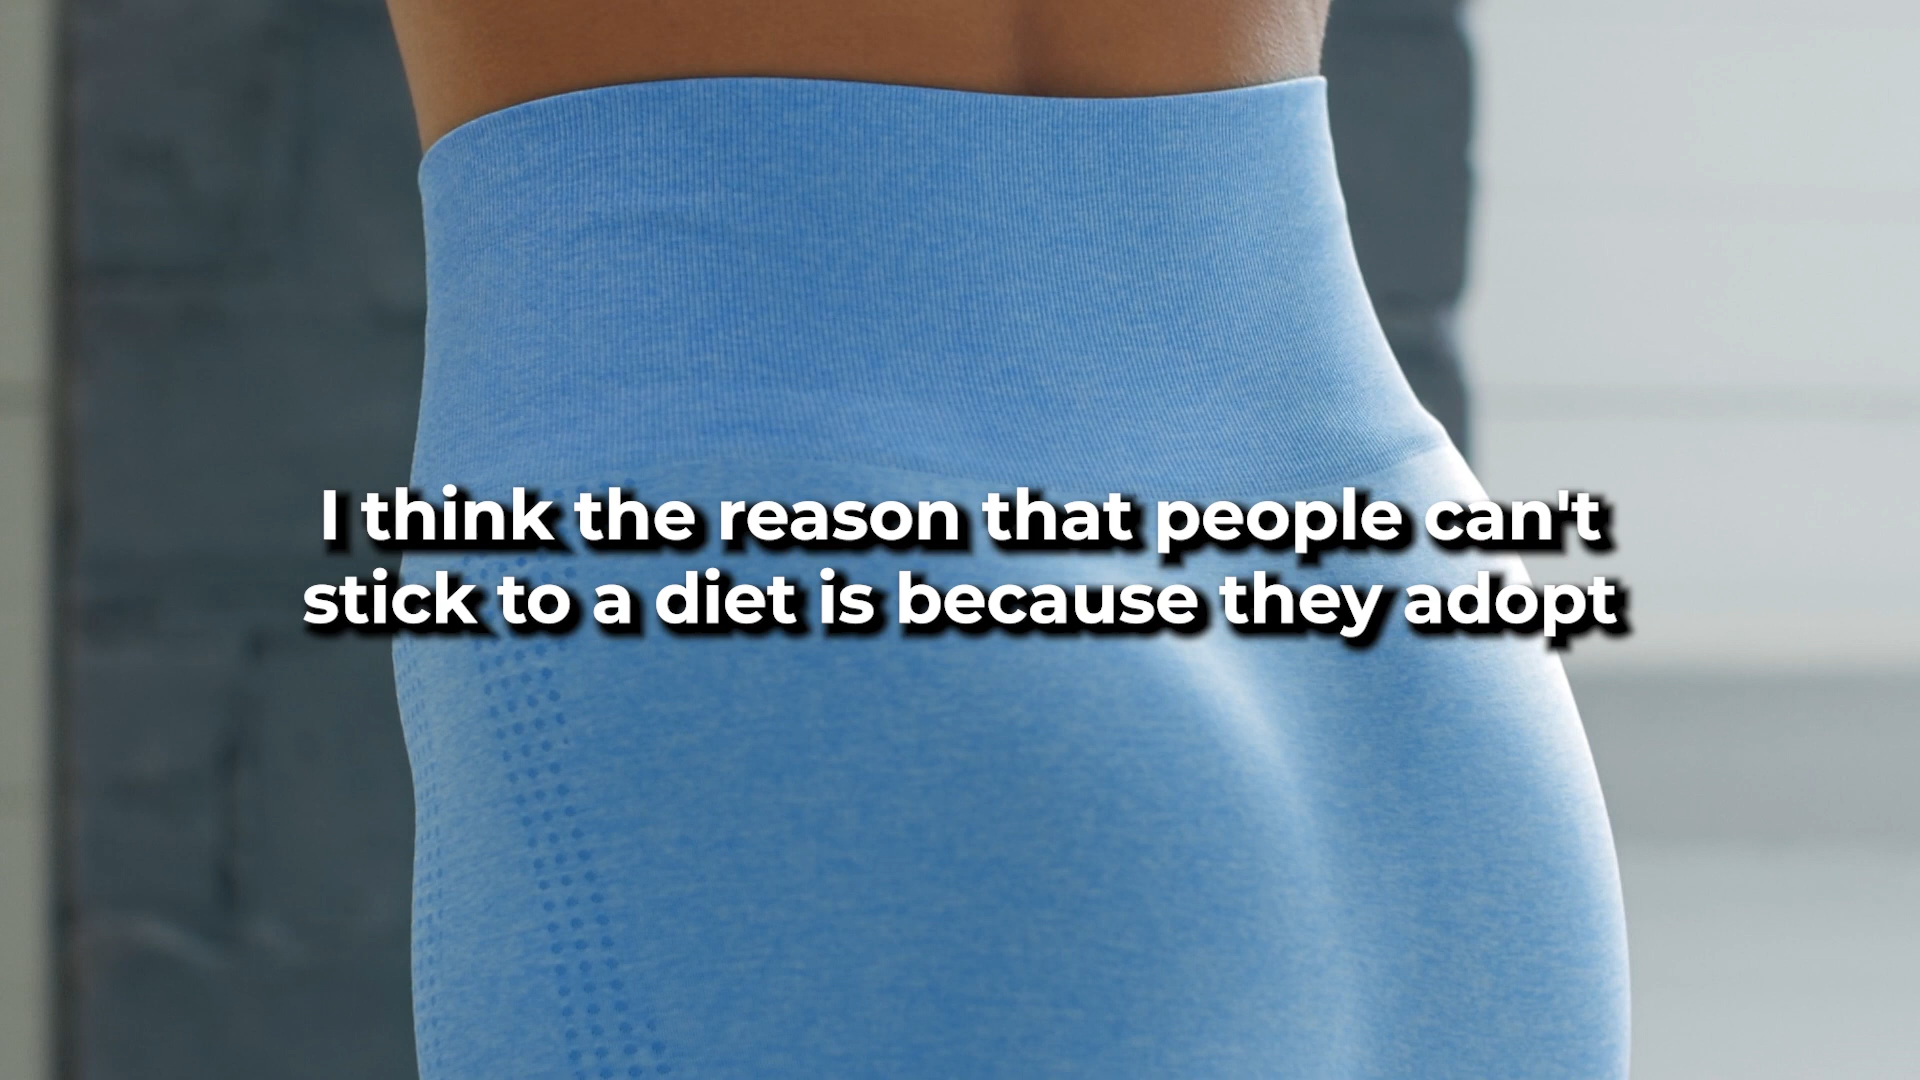 I think the reason that people can't
stick to a diet is because they adopt